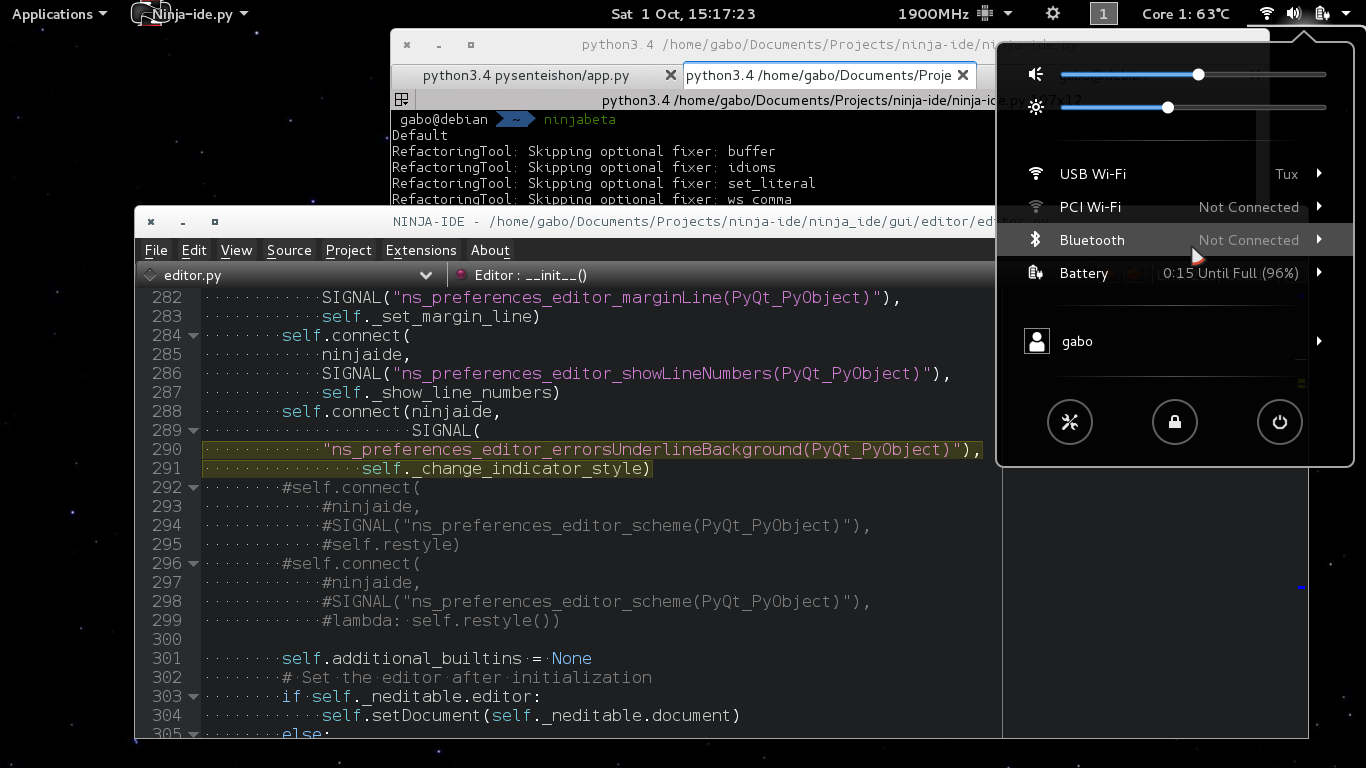 Applications Ninja-ide.py Sat 1 Oct, 15:17:23 1900MHz 1 Core 1: 63°C
python3.4 /home/gabo/Documents/Projects/ninja-ide/ninja-ide.py
python3.4 pysenteishon/app.py python3.4 /home/gabo/Documents/Proje
python3.4 /home/gabo/Documents/Projects/ninja-ide/ninja-ide.py 107x12
gabo@debian ~ ninjabeta
Default
RefactoringTool: Skipping optional fixer: buffer
RefactoringTool: Skipping optional fixer: idioms
RefactoringTool: Skipping optional fixer: set_literal
RefactoringTool: Skipping optional fixer: ws_comma
NINJA-IDE - /home/gabo/Documents/Projects/ninja-ide/ninja_ide/gui/editor/editor.py
File Edit View Source Project Extensions About
editor.py Editor : __init__()
282 SIGNAL("ns_preferences_editor_marginLine(PyQt_PyObject)"),
283 self._set_margin_line)
284 self.connect(
285 ninjaide,
286 SIGNAL("ns_preferences_editor_showLineNumbers(PyQt_PyObject)"),
287 self._show_line_numbers)
288 self.connect(ninjaide,
289 SIGNAL(
290 "ns_preferences_editor_errorsUnderlineBackground(PyQt_PyObject)"),
291 self._change_indicator_style)
292 #self.connect(
293 #ninjaide,
294 #SIGNAL("ns_preferences_editor_scheme(PyQt_PyObject)"),
295 #self.restyle)
296 #self.connect(
297 #ninjaide,
298 #SIGNAL("ns_preferences_editor_scheme(PyQt_PyObject)"),
299 #lambda: self.restyle())
300
301 self.additional_builtins = None
302 # Set the editor after initialization
303 if self._neditable.editor:
304 self.setDocument(self._neditable.document)
305 else:
USB Wi-Fi Tux
PCI Wi-Fi Not Connected
Bluetooth Not Connected
Battery 0:15 Until Full (96%)
gabo